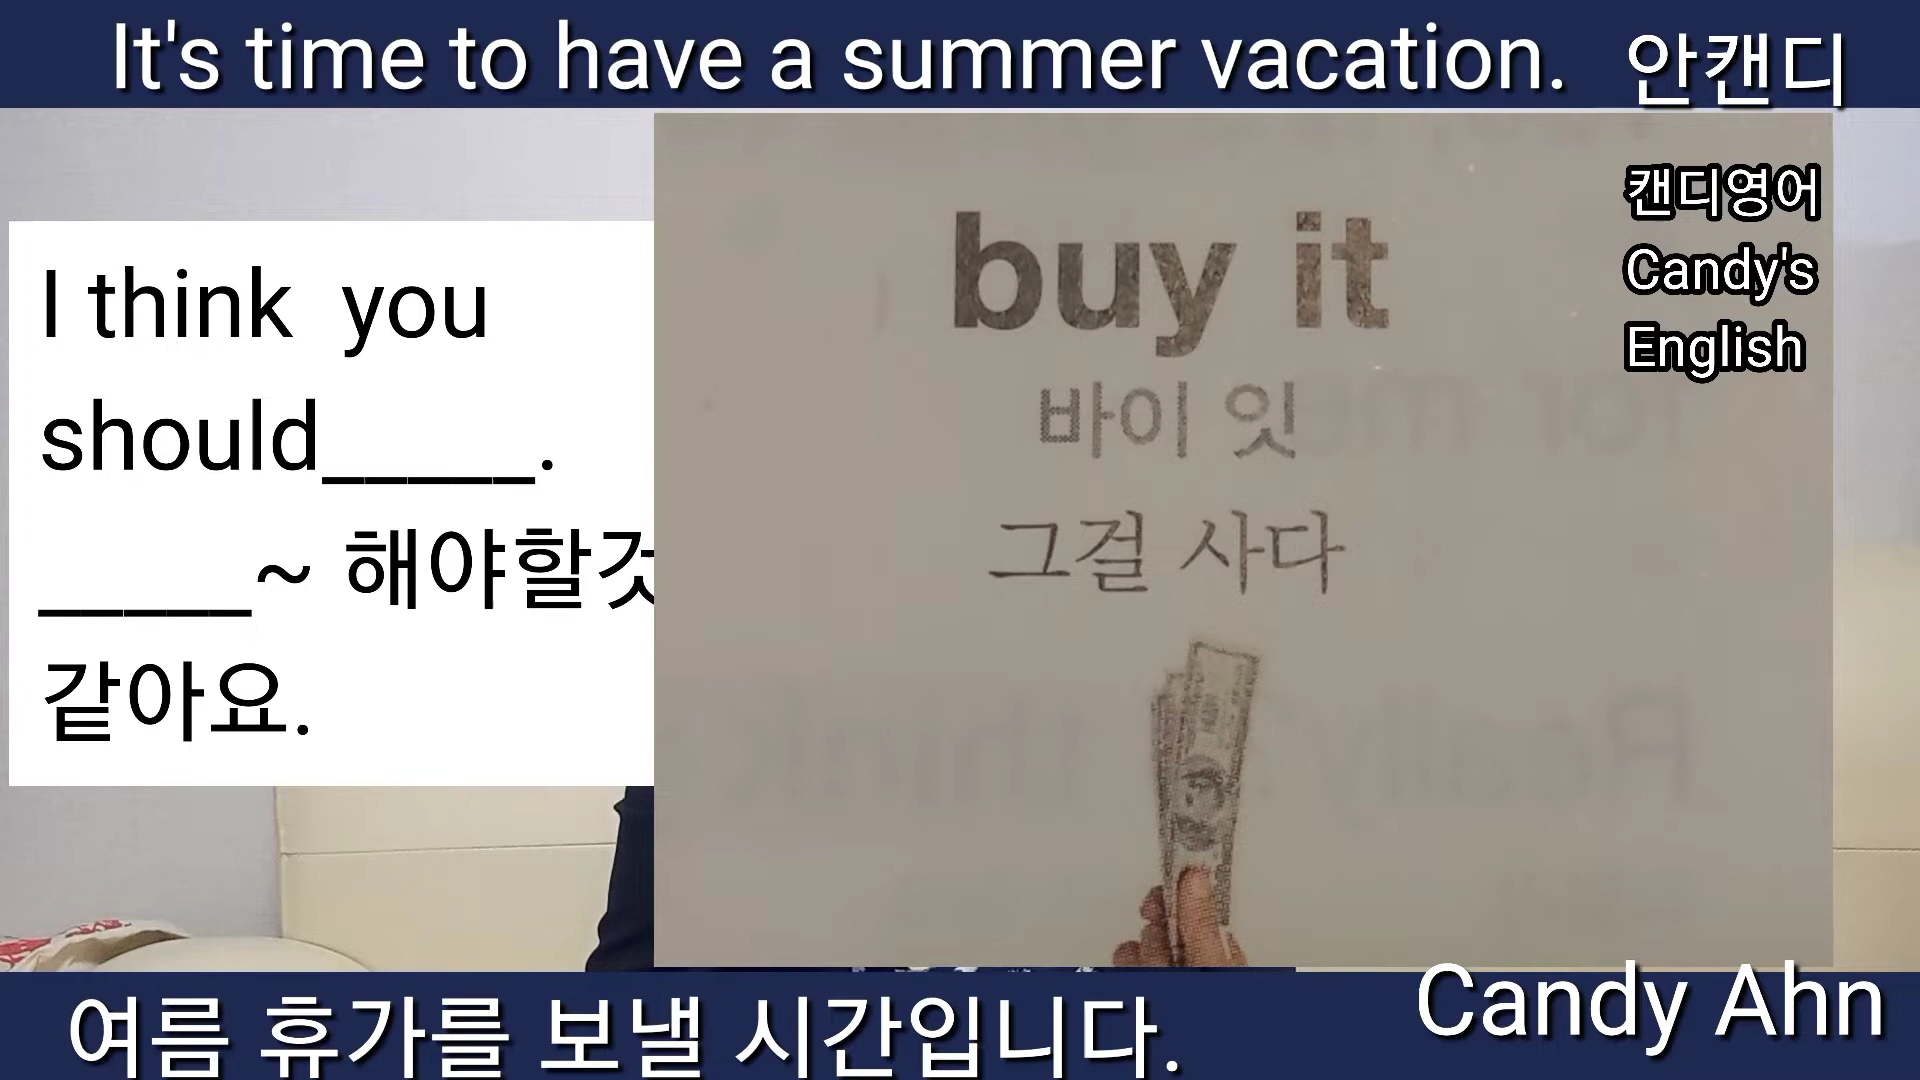 It's time to have a summer vacation.
안캔디
캔디영어
Candy's
English
I think you
should_____.
_____~ 해야할것
같아요.
buy it
바이 잇
그걸 사다
여름 휴가를 보낼 시간입니다.
Candy Ahn